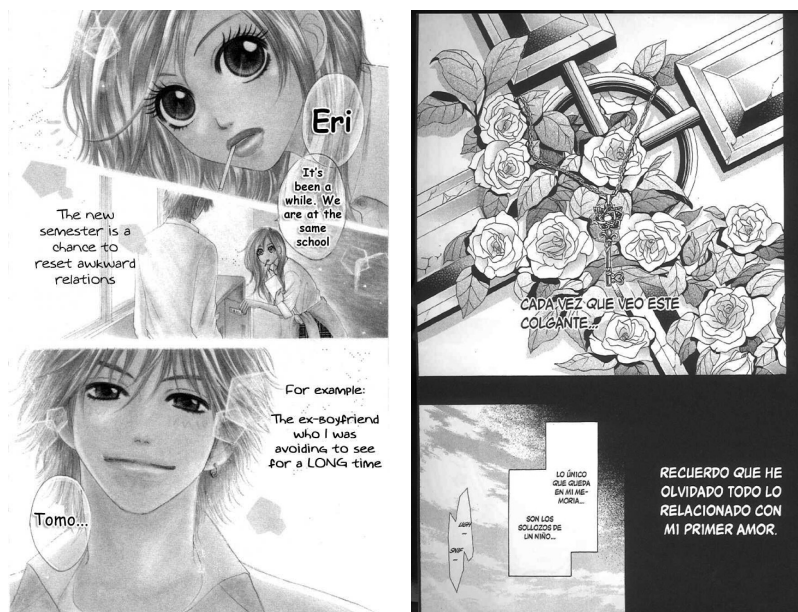 Eri
It's
been a
while. We
are at the
same
school
The new
semester is a
chance to
reset awkward
relations
For example:
The ex-boyfriend
who I was
avoiding to see
for a LONG time
Tomo...
CADA VEZ QUE VEO ESTE
COLGANTE...
LO ÚNICO
QUE QUEDA
EN MI ME-
MORIA...
SON LOS
SOLLOZOS DE
UN NIÑO...
SNIF
RECUERDO QUE HE
OLVIDADO TODO LO
RELACIONADO CON
MI PRIMER AMOR.